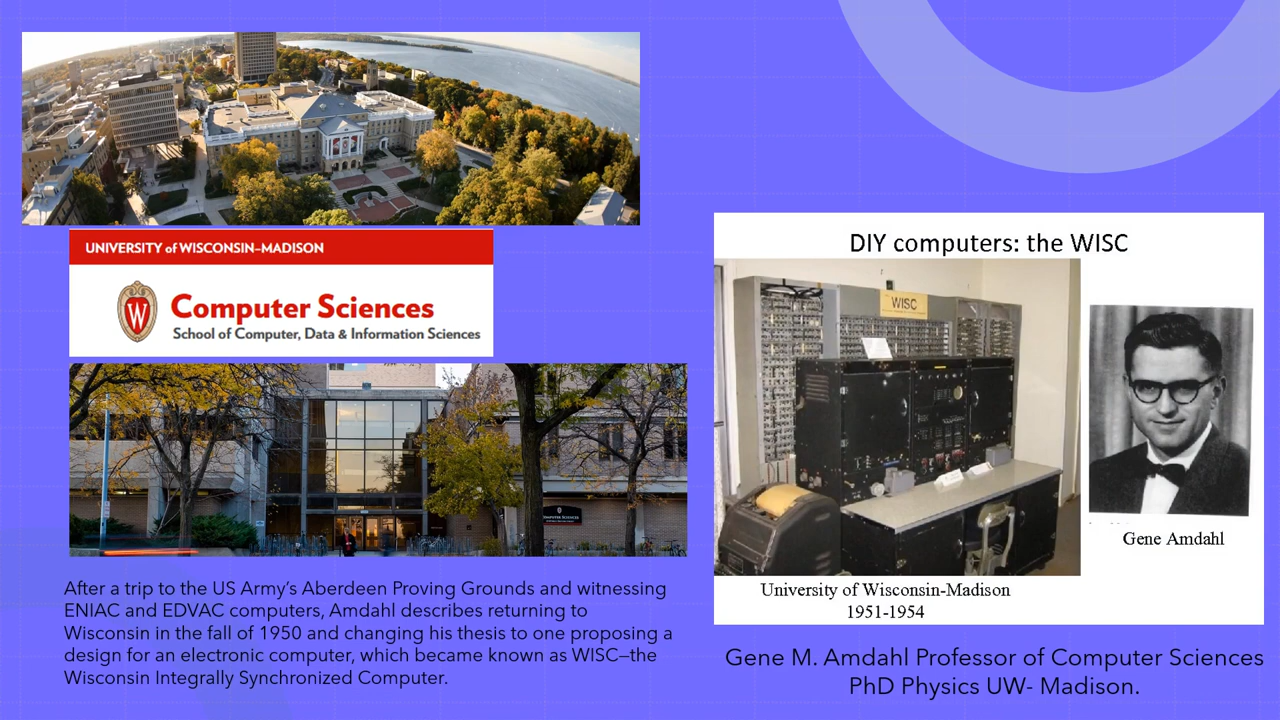 UNIVERSITY of WISCONSIN–MADISON
W
Computer Sciences
School of Computer, Data & Information Sciences
COMPUTER SCIENCES
After a trip to the US Army’s Aberdeen Proving Grounds and witnessing
ENIAC and EDVAC computers, Amdahl describes returning to
Wisconsin in the fall of 1950 and changing his thesis to one proposing a
design for an electronic computer, which became known as WISC—the
Wisconsin Integrally Synchronized Computer.
DIY computers: the WISC
WISC
Gene Amdahl
University of Wisconsin-Madison
1951-1954
Gene M. Amdahl Professor of Computer Sciences
PhD Physics UW- Madison.